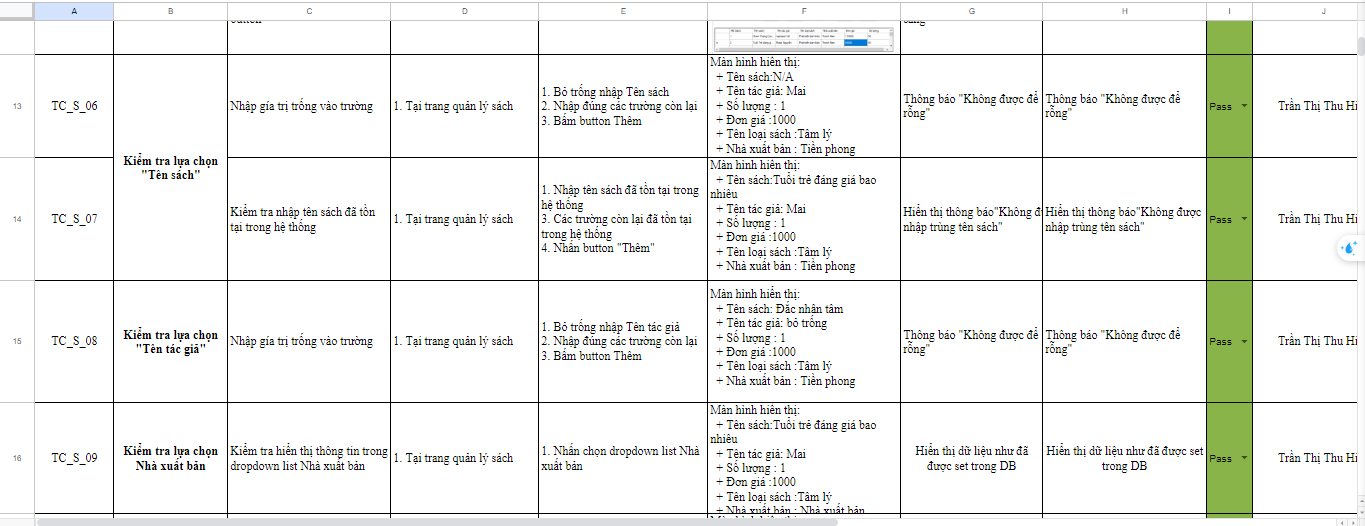 A B C D E F G H I J
13
TC_S_06
Kiểm tra lựa chọn
"Tên sách"
Nhập gía trị trống vào trường
1. Tại trang quản lý sách
1. Bỏ trống nhập Tên sách
2. Nhập đúng các trường còn lại
3. Bấm button Thêm
Màn hình hiển thị:
+ Tên sách:N/A
+ Tên tác giả: Mai
+ Số lượng : 1
+ Đơn giá :1000
+ Tên loại sách :Tâm lý
+ Nhà xuất bản : Tiền phong
Thông báo "Không được để
rỗng"
Thông báo "Không được để
rỗng"
Pass
Trần Thị Thu Hi
14
TC_S_07
Kiểm tra nhập tên sách đã tồn
tại trong hệ thống
1. Tại trang quản lý sách
1. Nhập tên sách đã tồn tại trong
hệ thống
3. Các trường còn lại đã tồn tại
trong hệ thống
4. Nhấn button "Thêm"
Màn hình hiển thị:
+ Tên sách:Tuổi trẻ đáng giá bao
nhiêu
+ Tên tác giả: Mai
+ Số lượng : 1
+ Đơn giá :1000
+ Tên loại sách :Tâm lý
+ Nhà xuất bản : Tiền phong
Hiển thị thông báo"Không đ
nhập trùng tên sách"
Hiển thị thông báo"Không được
nhập trùng tên sách"
Pass
Trần Thị Thu Hi
15
TC_S_08
Kiểm tra lựa chọn
"Tên tác giả"
Nhập gía trị trống vào trường
1. Tại trang quản lý sách
1. Bỏ trống nhập Tên tác giả
2. Nhập đúng các trường còn lại
3. Bấm button Thêm
Màn hình hiển thị:
+ Tên sách: Đắc nhận tâm
+ Tên tác giả: bỏ trống
+ Số lượng : 1
+ Đơn giá :1000
+ Tên loại sách :Tâm lý
+ Nhà xuất bản : Tiền phong
Thông báo "Không được để
rỗng"
Thông báo "Không được để
rỗng"
Pass
Trần Thị Thu Hi
16
TC_S_09
Kiểm tra lựa chọn
Nhà xuất bản
Kiểm tra hiển thị thông tin trong
dropdown list Nhà xuất bản
1. Tại trang quản lý sách
1. Nhấn chọn dropdown list Nhà
xuất bản
Màn hình hiển thị:
+ Tên sách:Tuổi trẻ đáng giá bao
nhiêu
+ Tên tác giả: Mai
+ Số lượng : 1
+ Đơn giá :1000
+ Tên loại sách :Tâm lý
+ Nhà xuất bản : Nhà xuất bản
Hiển thị dữ liệu như đã
được set trong DB
Hiển thị dữ liệu như đã được set
trong DB
Pass
Trần Thị Thu Hi